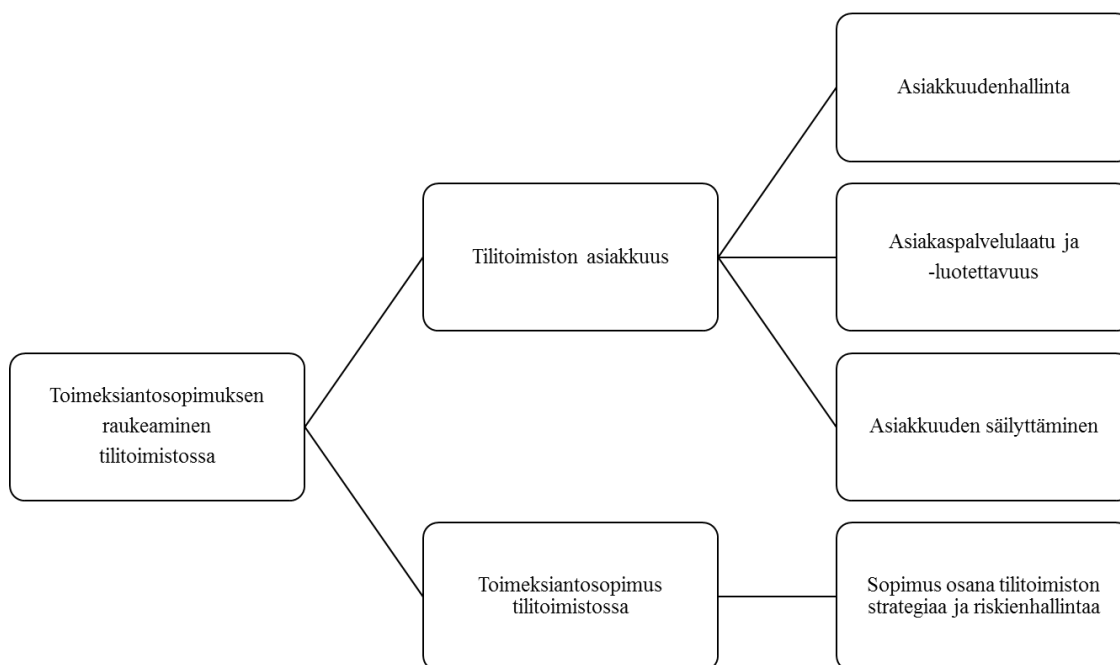 Asiakkuudenhallinta
Tilitoimiston asiakkuus
Asiakaspalvelulaatu ja
-luotettavuus
Toimeksiantosopimuksen
raukeaminen
tilitoimistossa
Asiakkuuden säilyttäminen
Toimeksiantosopimus
tilitoimistossa
Sopimus osana tilitoimiston
strategiaa ja riskienhallintaa